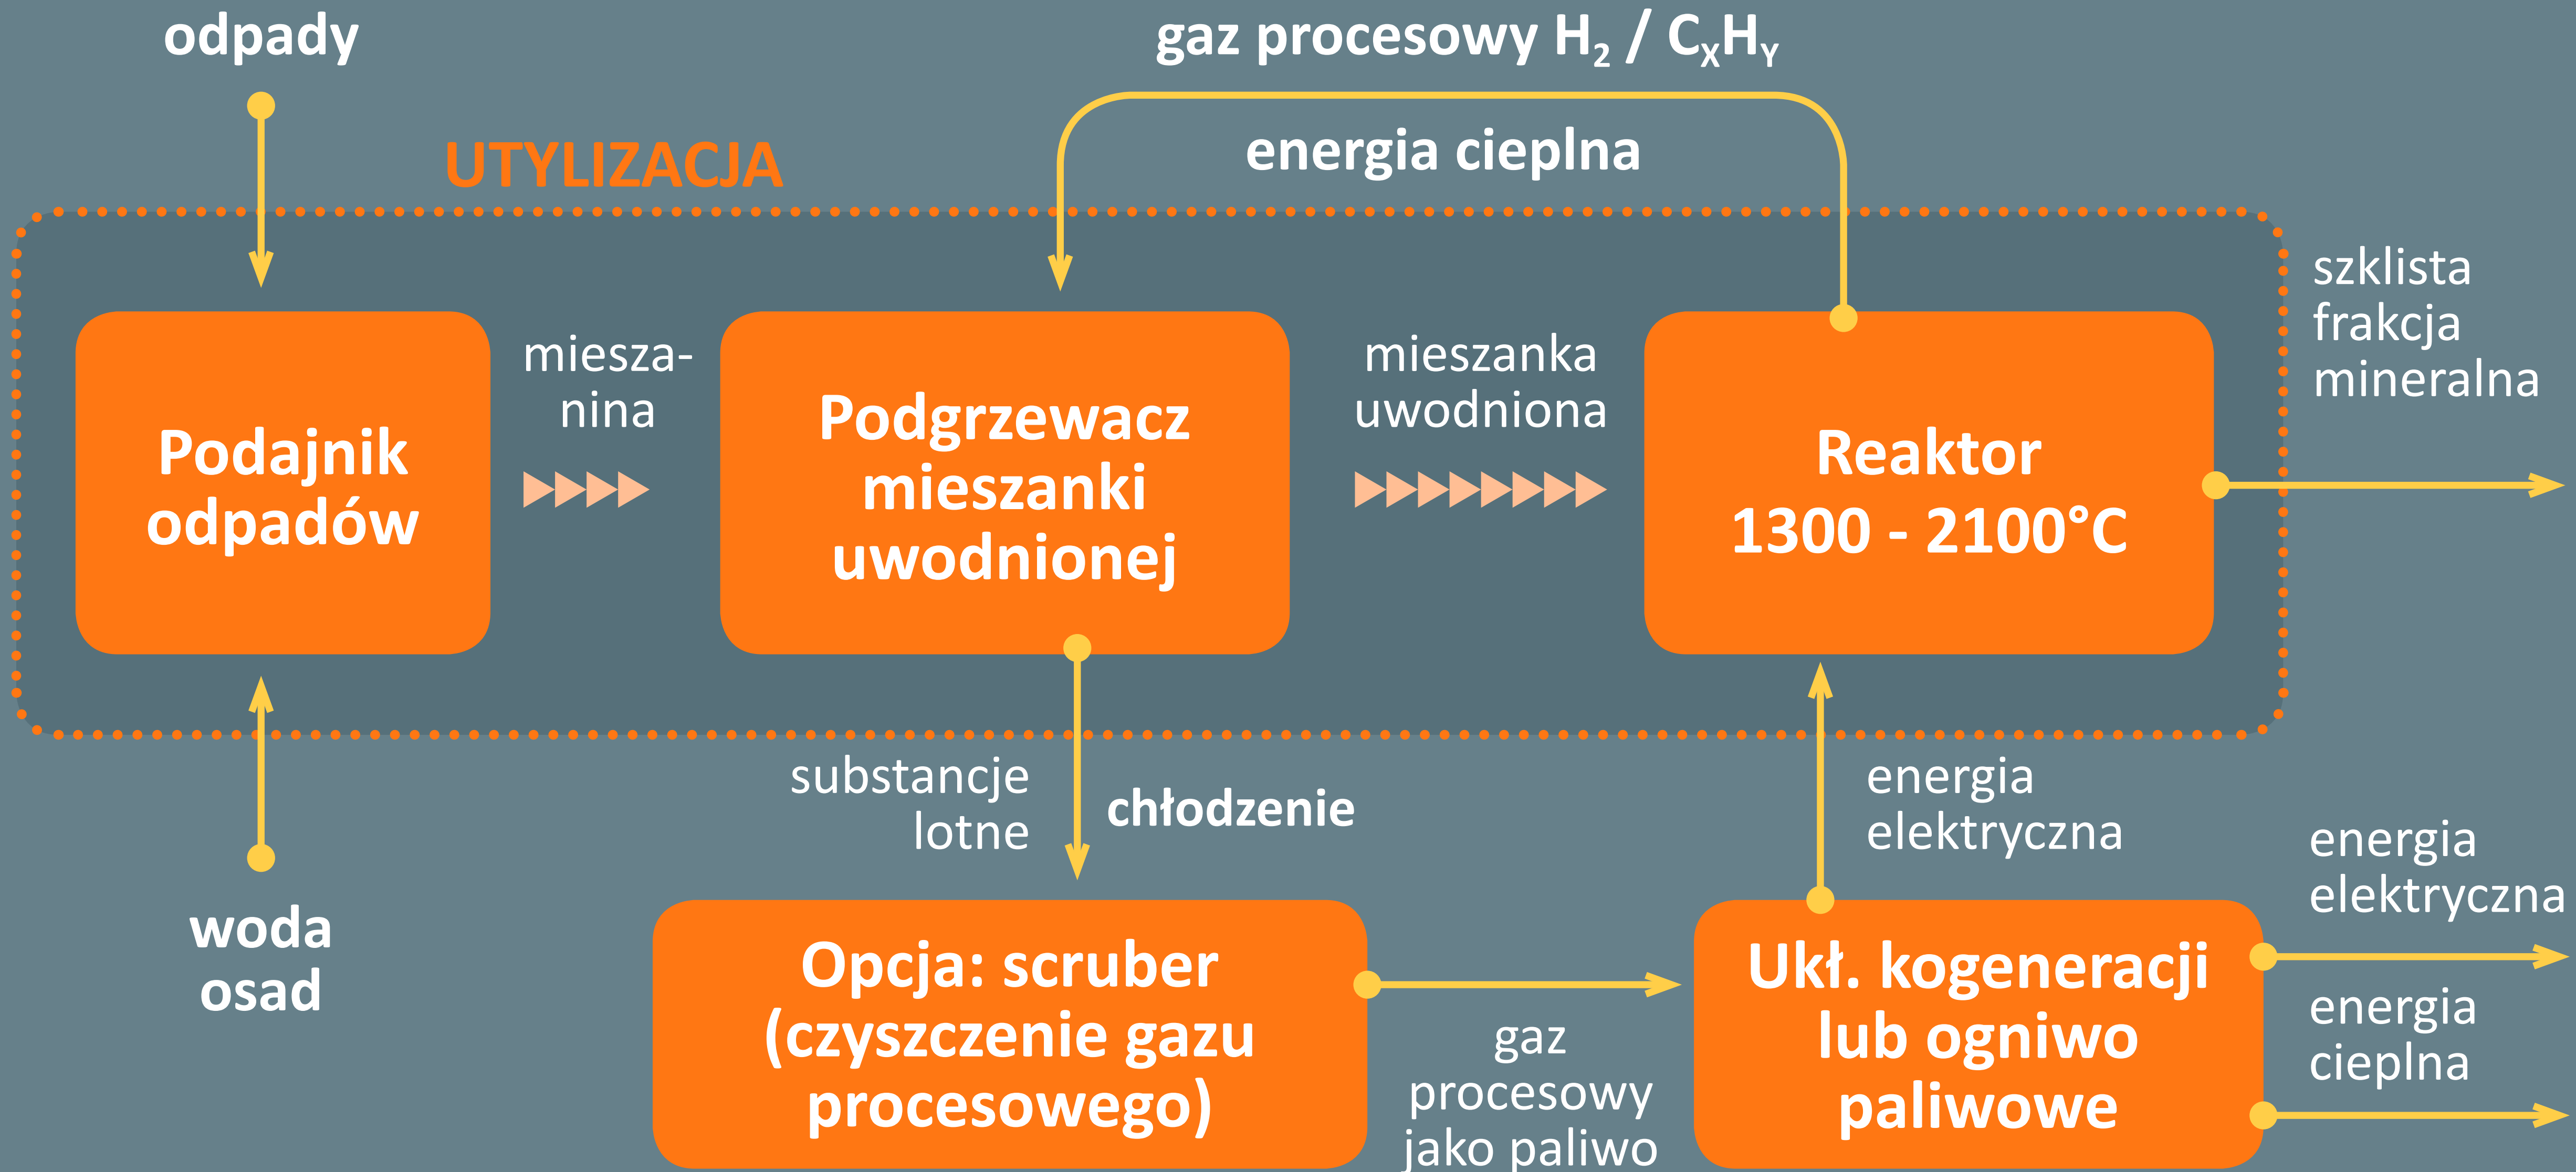 odpady
gaz procesowy H₂ / CₓHᵧ
energia cieplna
UTYLIZACJA
Podajnik
odpadów
miesza-
nina
Podgrzewacz
mieszanki
uwodnionej
mieszanka
uwodniona
Reaktor
1300 - 2100°C
szklista
frakcja
mineralna
woda
osad
substancje
lotne
chłodzenie
energia
elektryczna
Opcja: scruber
(czyszczenie gazu
procesowego)
gaz
procesowy
jako paliwo
Ukł. kogeneracji
lub ogniwo
paliwowe
energia
elektryczna
energia
cieplna